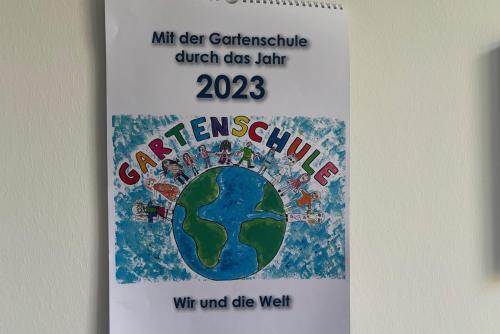 Mit der Gartenschule
durch das Jahr
2023
GARTENSCHULE
Wir und die Welt